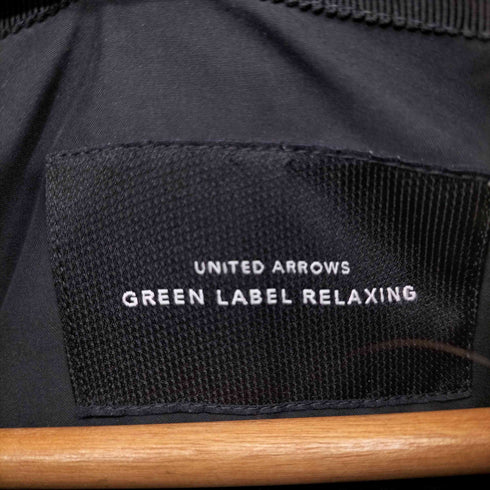 UNITED ARROWS
GREEN LABEL RELAXING